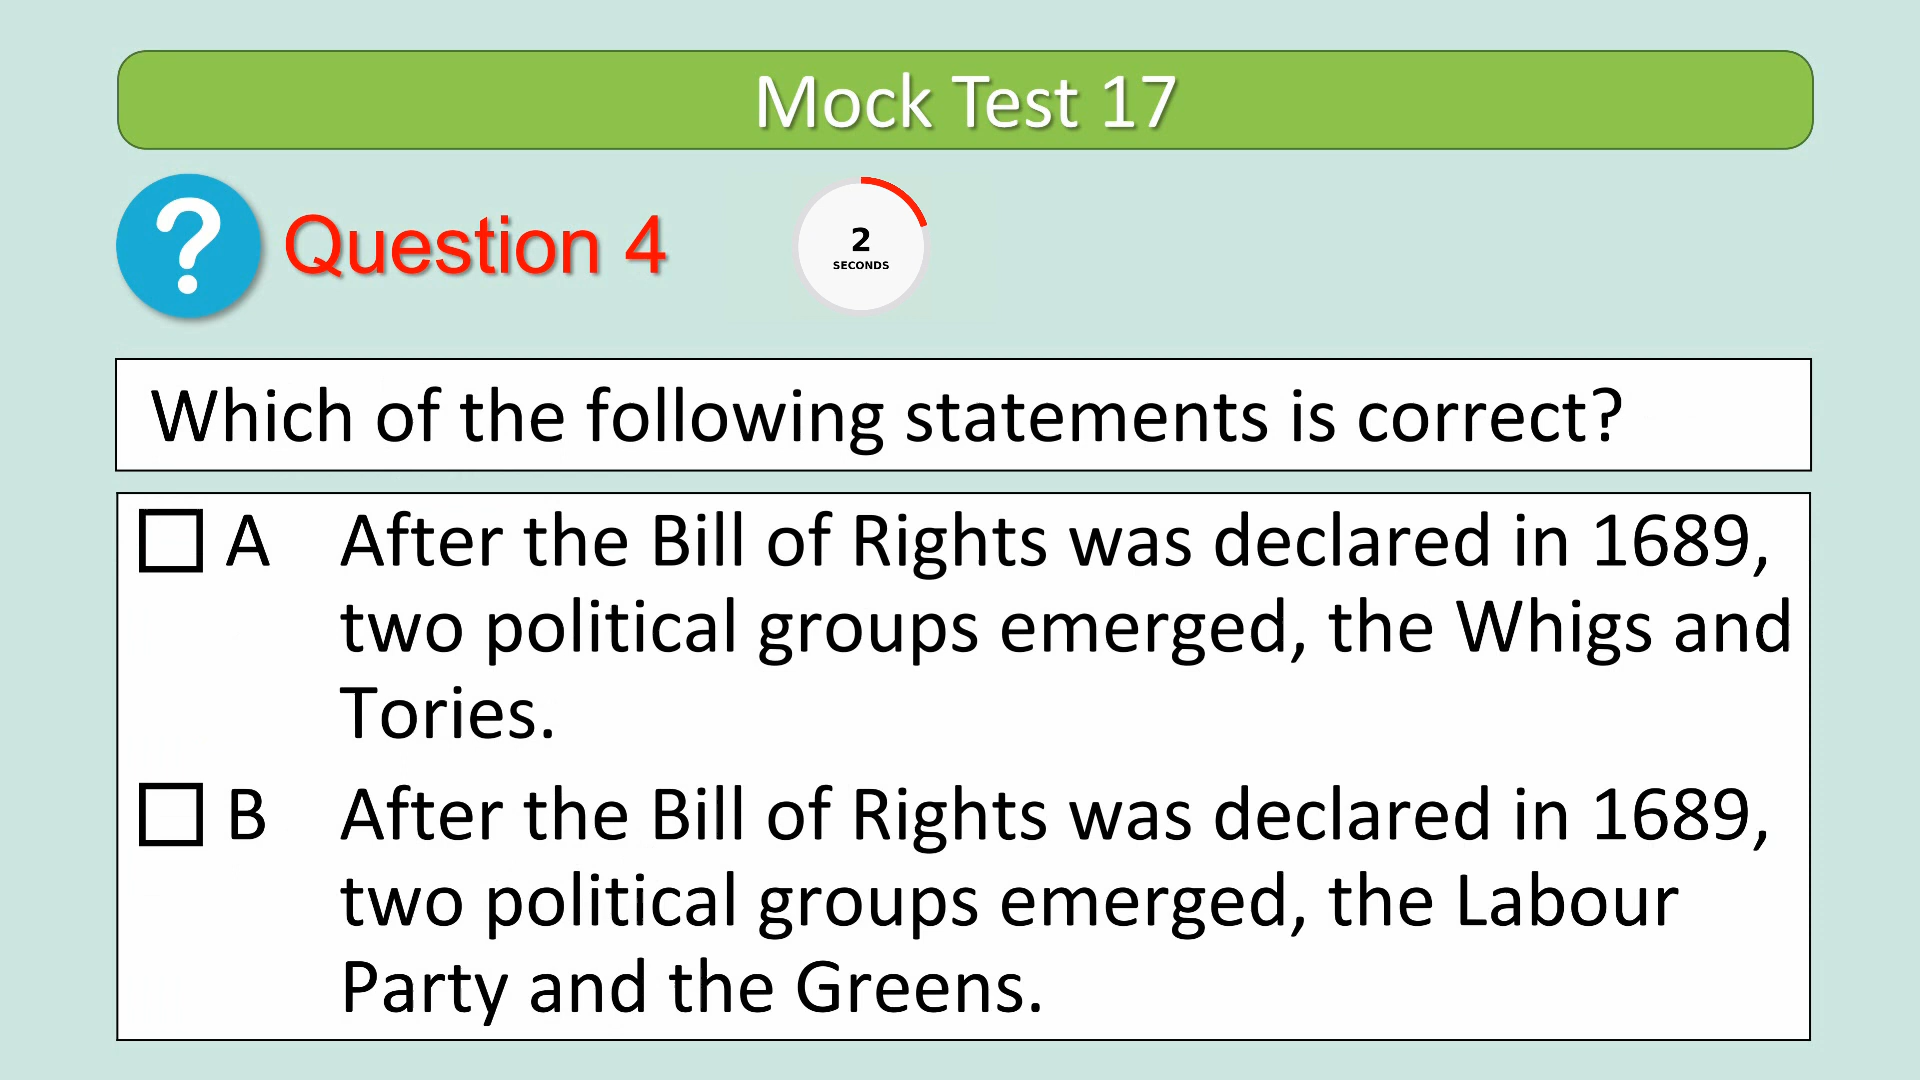 Mock Test 17
?
Question 4
2
SECONDS
Which of the following statements is correct?
A After the Bill of Rights was declared in 1689,
two political groups emerged, the Whigs and
Tories.
B After the Bill of Rights was declared in 1689,
two political groups emerged, the Labour
Party and the Greens.